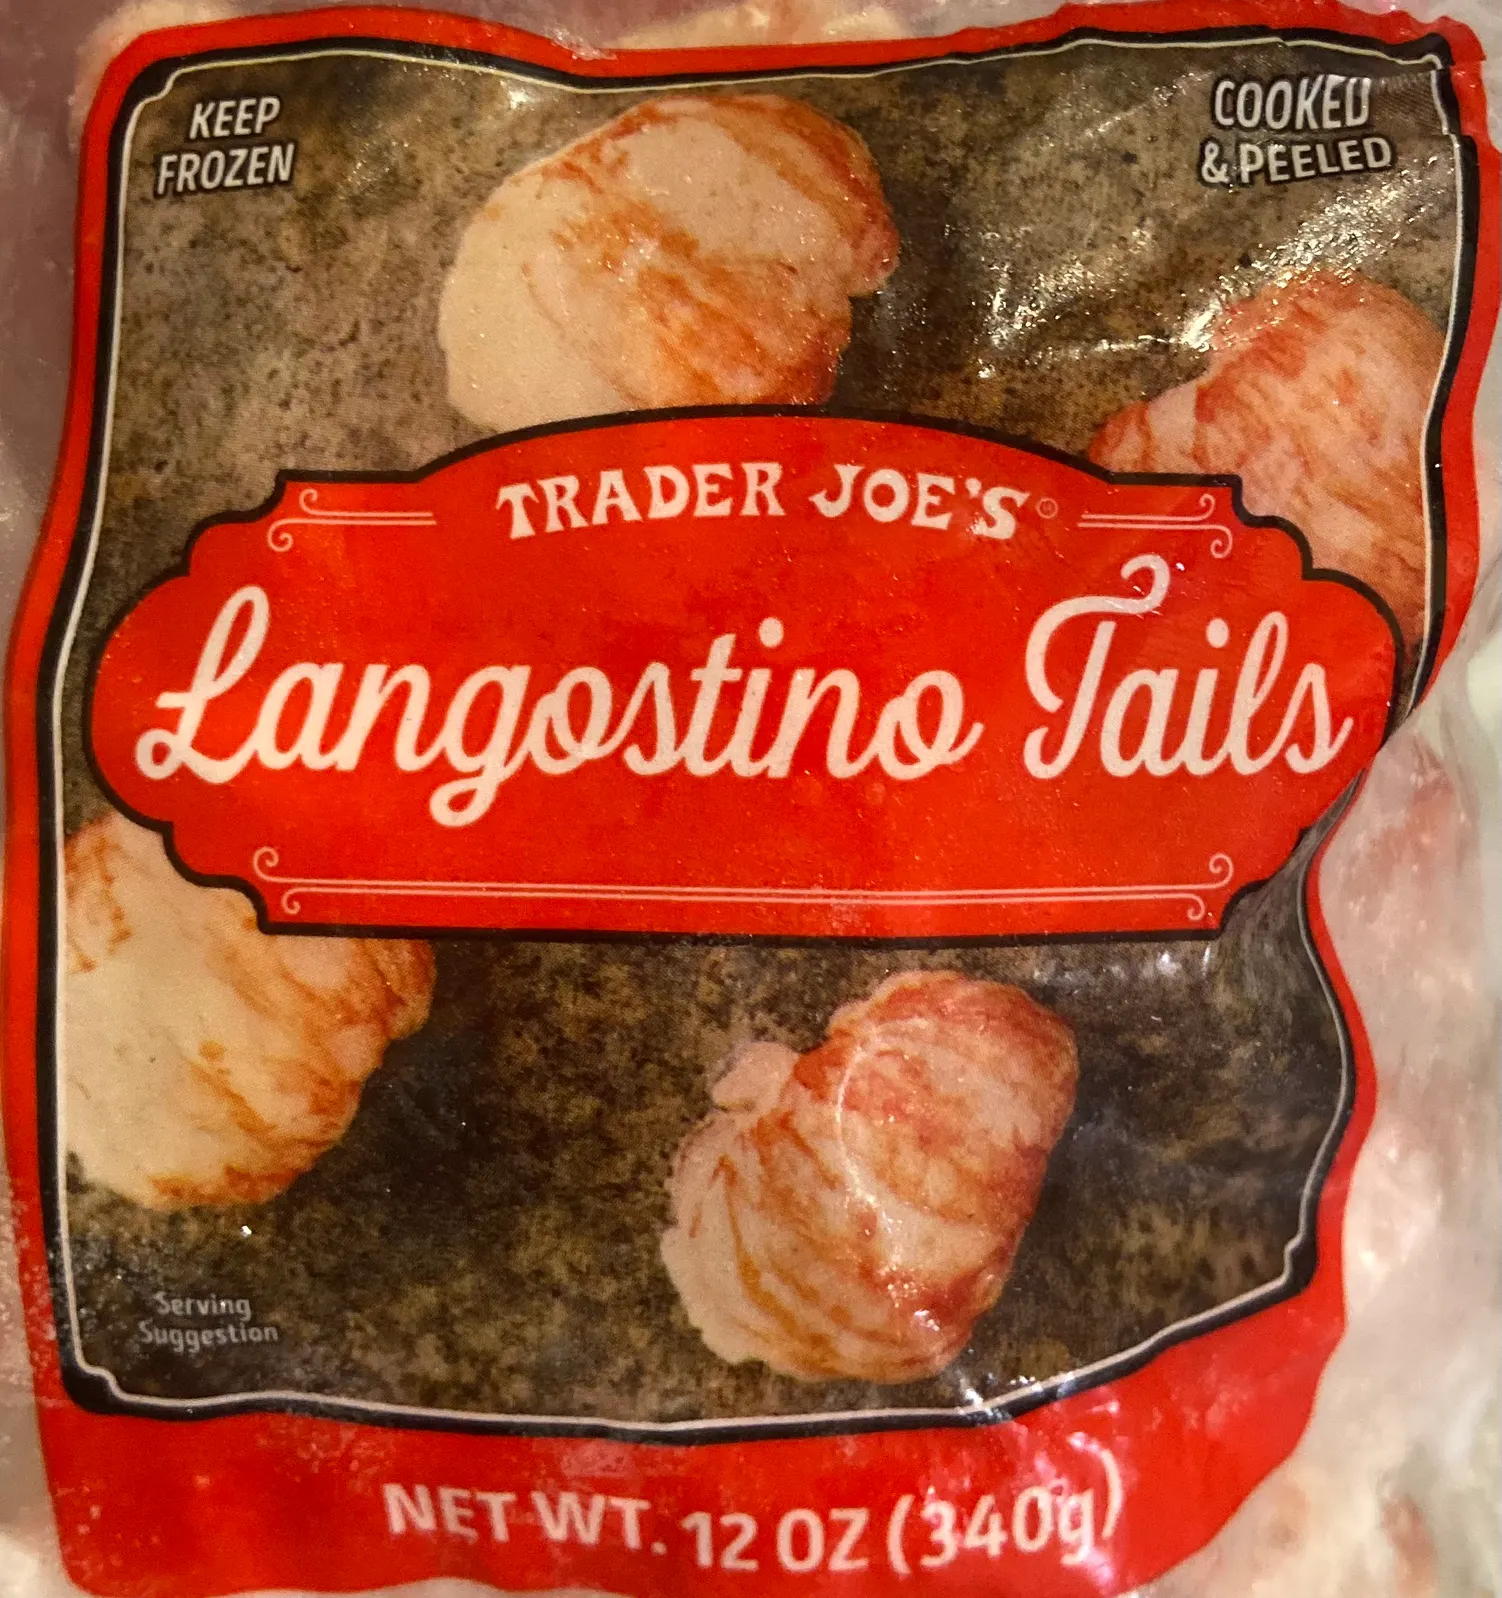 KEEP
FROZEN
COOKED
& PEELED
TRADER JOE'S®
Langostino Tails
Serving
Suggestion
NET WT. 12 OZ (340g)